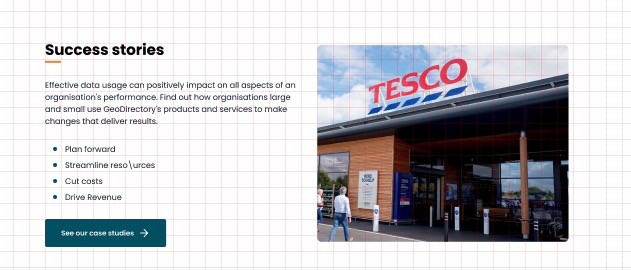 Success stories
Effective data usage can positively impact on all aspects of an
organisation's performance. Find out how organisations large
and small use GeoDirectory's products and services to make
changes that deliver results.
Plan forward
Streamline reso\urces
Cut costs
Drive Revenue
See our case studies
TESCO